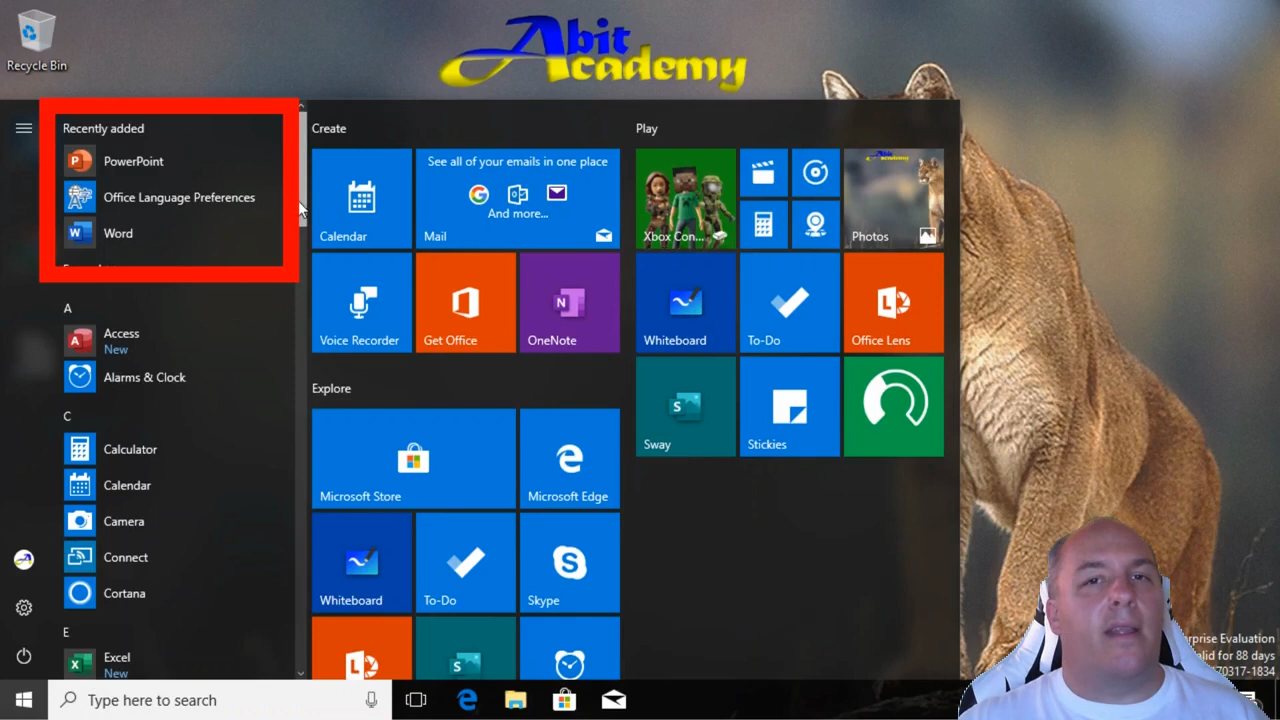 Recycle Bin
Abit
Academy
Recently added
PowerPoint
Office Language Preferences
Word
A
Access
New
Alarms & Clock
C
Calculator
Calendar
Camera
Connect
Cortana
E
Excel
New
Create
Calendar
See all of your emails in one place
And more...
Mail
Voice Recorder
Get Office
OneNote
Explore
Microsoft Store
Microsoft Edge
Whiteboard
To-Do
Skype
Play
Xbox Con...
Photos
Whiteboard
To-Do
Office Lens
Sway
Stickies
rprise Evaluation
alid for 88 days
70317-1834
Type here to search